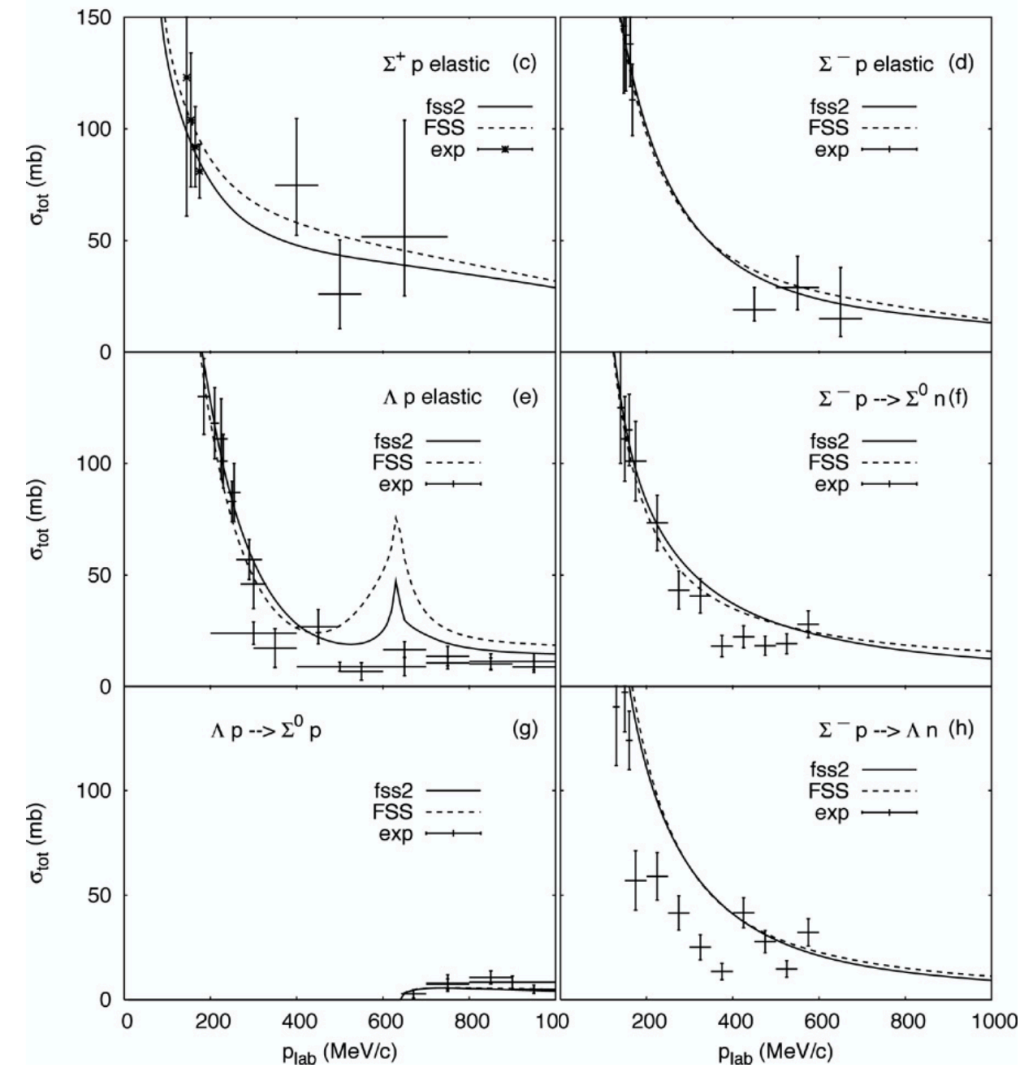 150
100
50
0
σtot (mb)
Σ+ p elastic (c)
fss2
FSS
exp
Σ− p elastic (d)
fss2
FSS
exp
100
50
0
σtot (mb)
Λ p elastic (e)
fss2
FSS
exp
Σ− p --> Σ0 n (f)
fss2
FSS
exp
100
50
0
σtot (mb)
Λ p --> Σ0 p (g)
fss2
FSS
exp
Σ− p --> Λ n (h)
fss2
FSS
exp
0 200 400 600 800 100 200 400 600 800 1000
plab (MeV/c) plab (MeV/c)